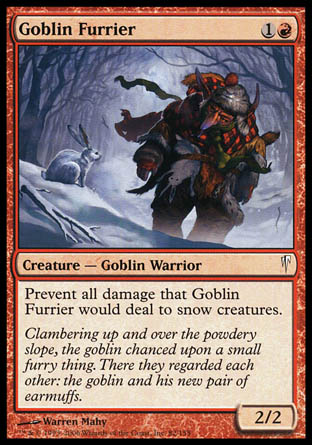 Goblin Furrier 1
Creature — Goblin Warrior
Prevent all damage that Goblin
Furrier would deal to snow creatures.
Clambering up and over the powdery
slope, the goblin chanced upon a small
furry thing. There they regarded each
other: the goblin and his new pair of
earmuffs.
Warren Mahy
2/2